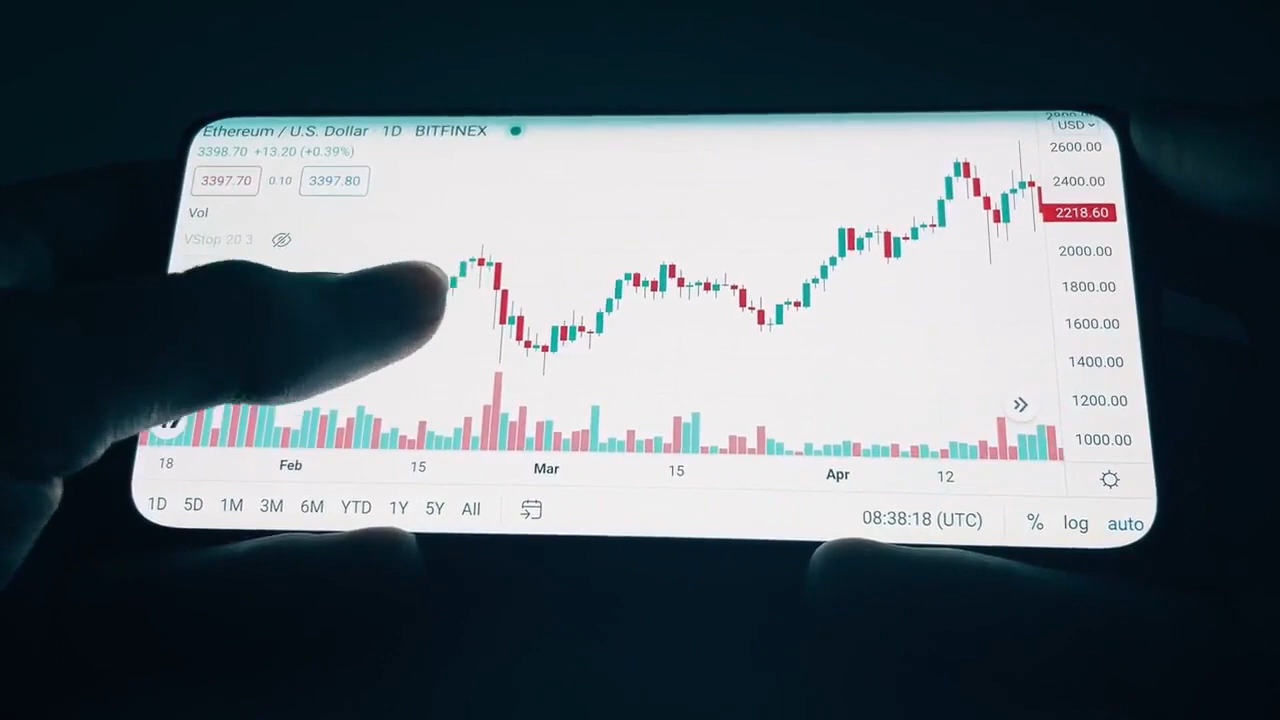 Ethereum / U.S. Dollar 1D BITFINEX
3398.70 +13.20 (+0.39%)
3397.70 0.10 3397.80
Vol
VStop 20 3
USD
2600.00
2400.00
2218.60
2000.00
1800.00
1600.00
1400.00
1200.00
1000.00
18 Feb 15 Mar 15 Apr 12
1D 5D 1M 3M 6M YTD 1Y 5Y All
08:38:18 (UTC) % log auto